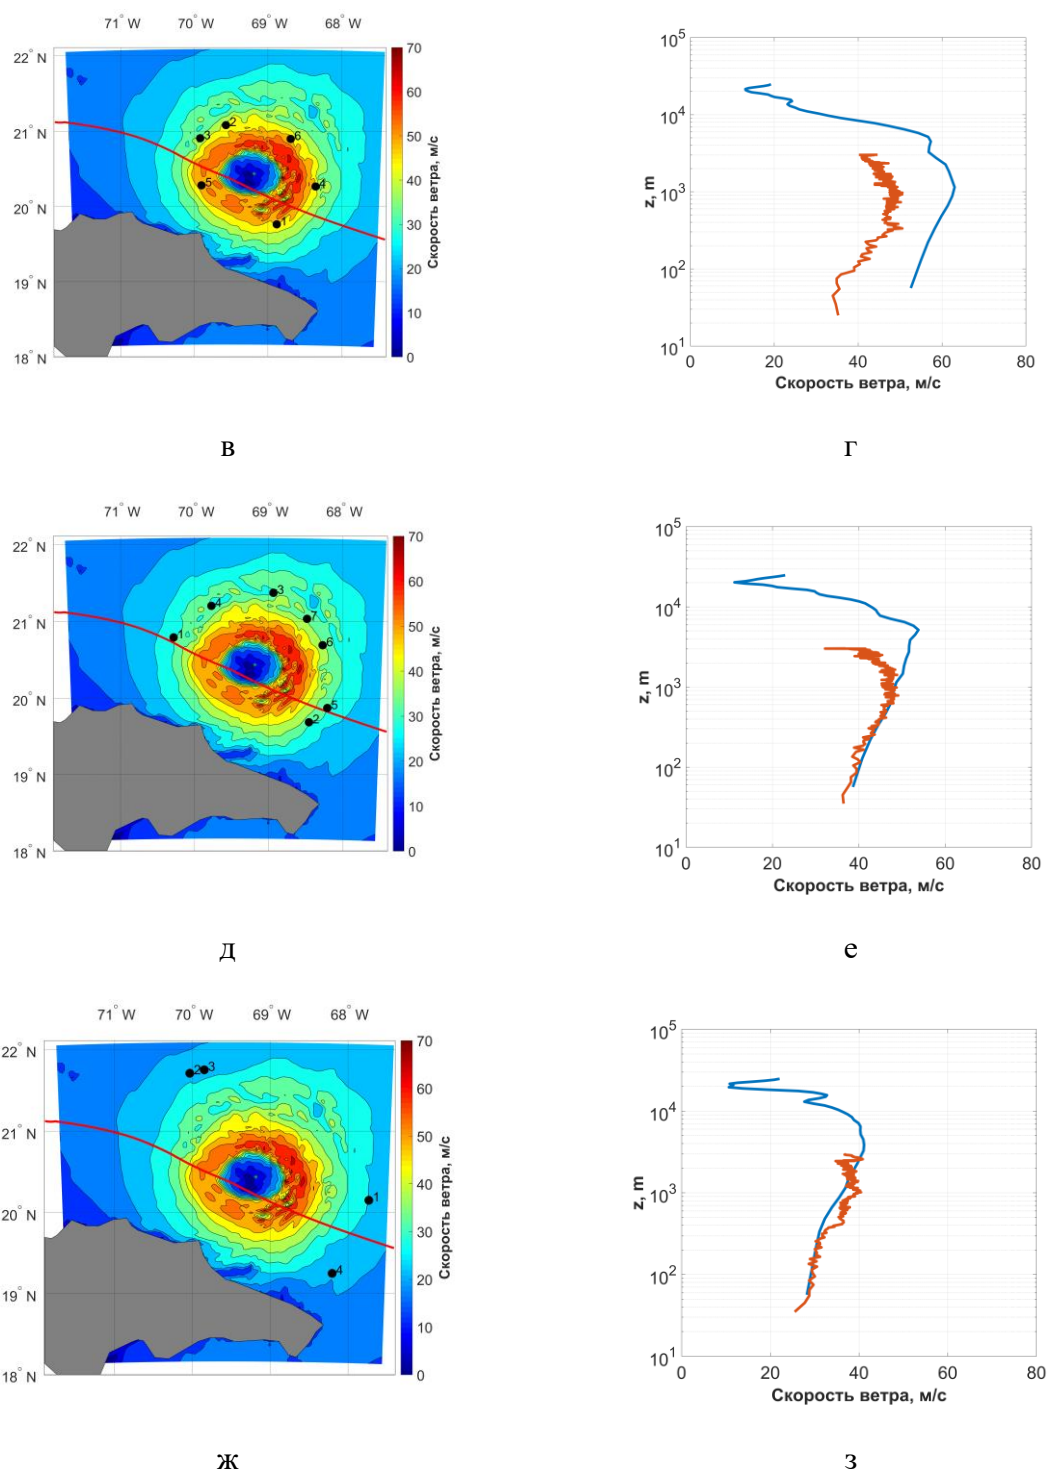 71° W 70° W 69° W 68° W
22° N
21° N
20° N
19° N
18° N
1
2
3
4
5
6
70
60
50
40
30
20
10
0
Скорость ветра, м/с
10^5
10^4
10^3
10^2
10^1
z, m
0 20 40 60 80
Скорость ветра, м/с
в г
71° W 70° W 69° W 68° W
22° N
21° N
20° N
19° N
18° N
1
2
3
4
5
6
7
70
60
50
40
30
20
10
0
Скорость ветра, м/с
10^5
10^4
10^3
10^2
10^1
z, m
0 20 40 60 80
Скорость ветра, м/с
д е
71° W 70° W 69° W 68° W
22° N
21° N
20° N
19° N
18° N
1
2
3
4
70
60
50
40
30
20
10
0
Скорость ветра, м/с
10^5
10^4
10^3
10^2
10^1
z, m
0 20 40 60 80
Скорость ветра, м/с
ж з